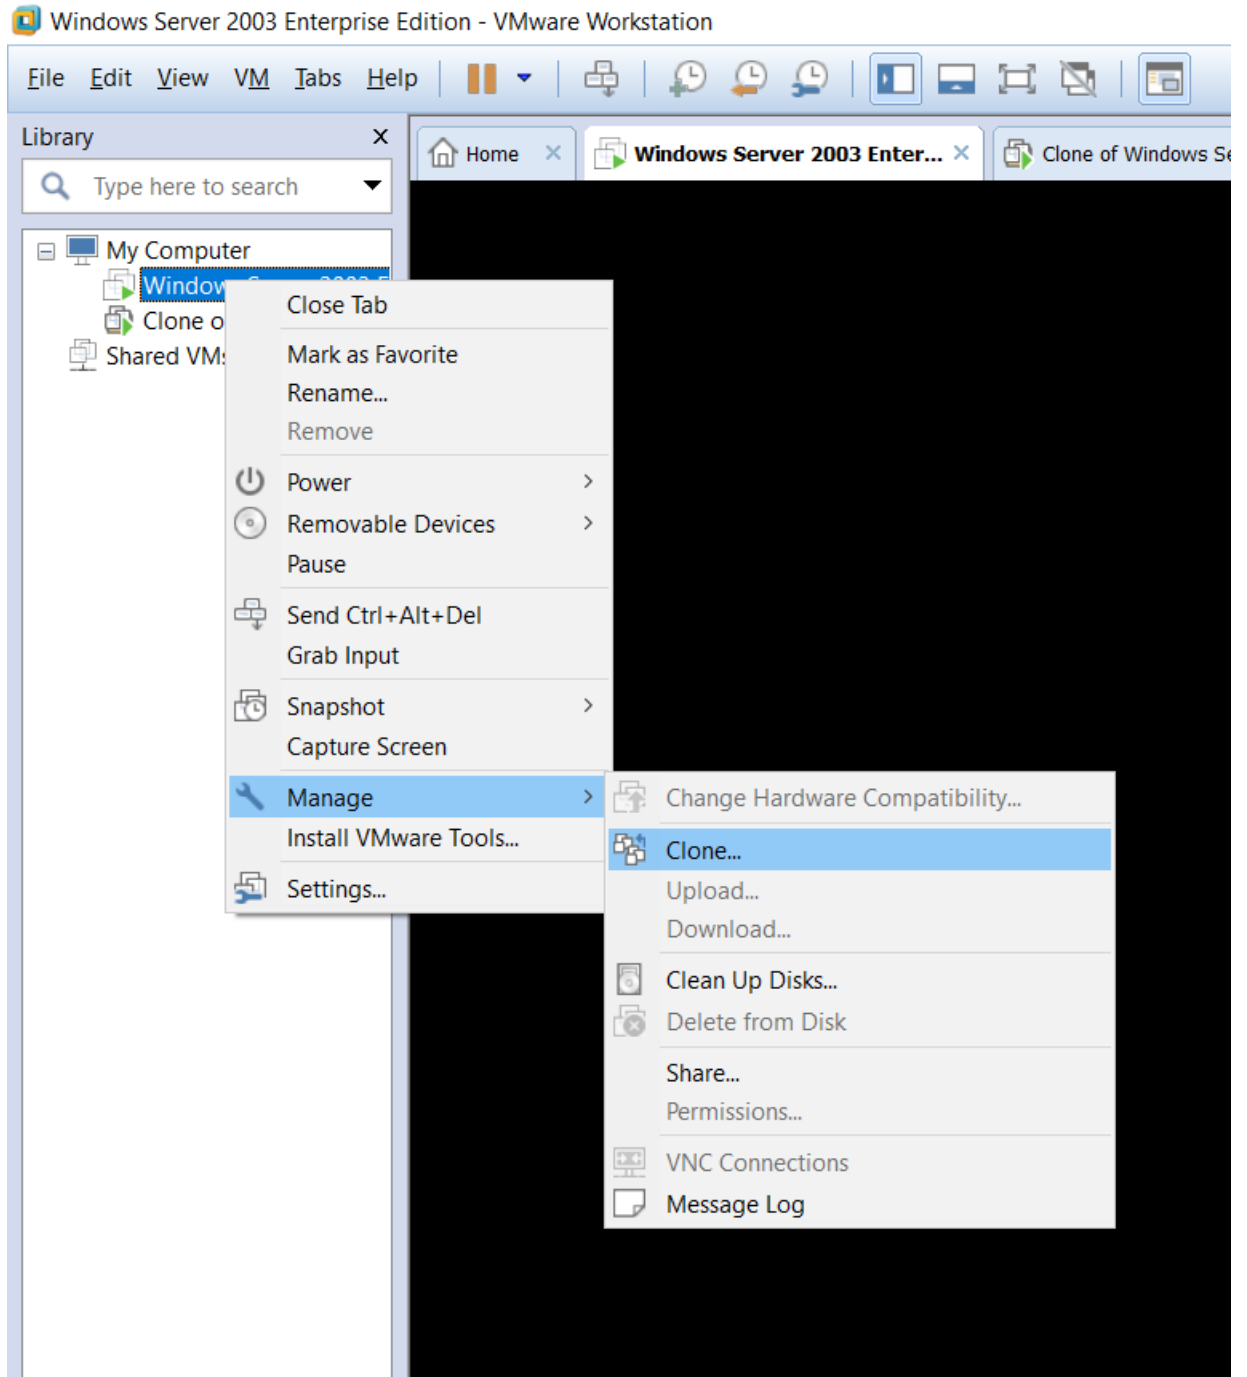 Windows Server 2003 Enterprise Edition - VMware Workstation
File Edit View VM Tabs Help
Library x
Home × Windows Server 2003 Enter... × Clone of Windows Se
Type here to search
My Computer
Window
Clone o
Shared VMs
Close Tab
Mark as Favorite
Rename...
Remove
Power
Removable Devices
Pause
Send Ctrl+Alt+Del
Grab Input
Snapshot
Capture Screen
Manage
Install VMware Tools...
Settings...
Change Hardware Compatibility...
Clone...
Upload...
Download...
Clean Up Disks...
Delete from Disk
Share...
Permissions...
VNC Connections
Message Log